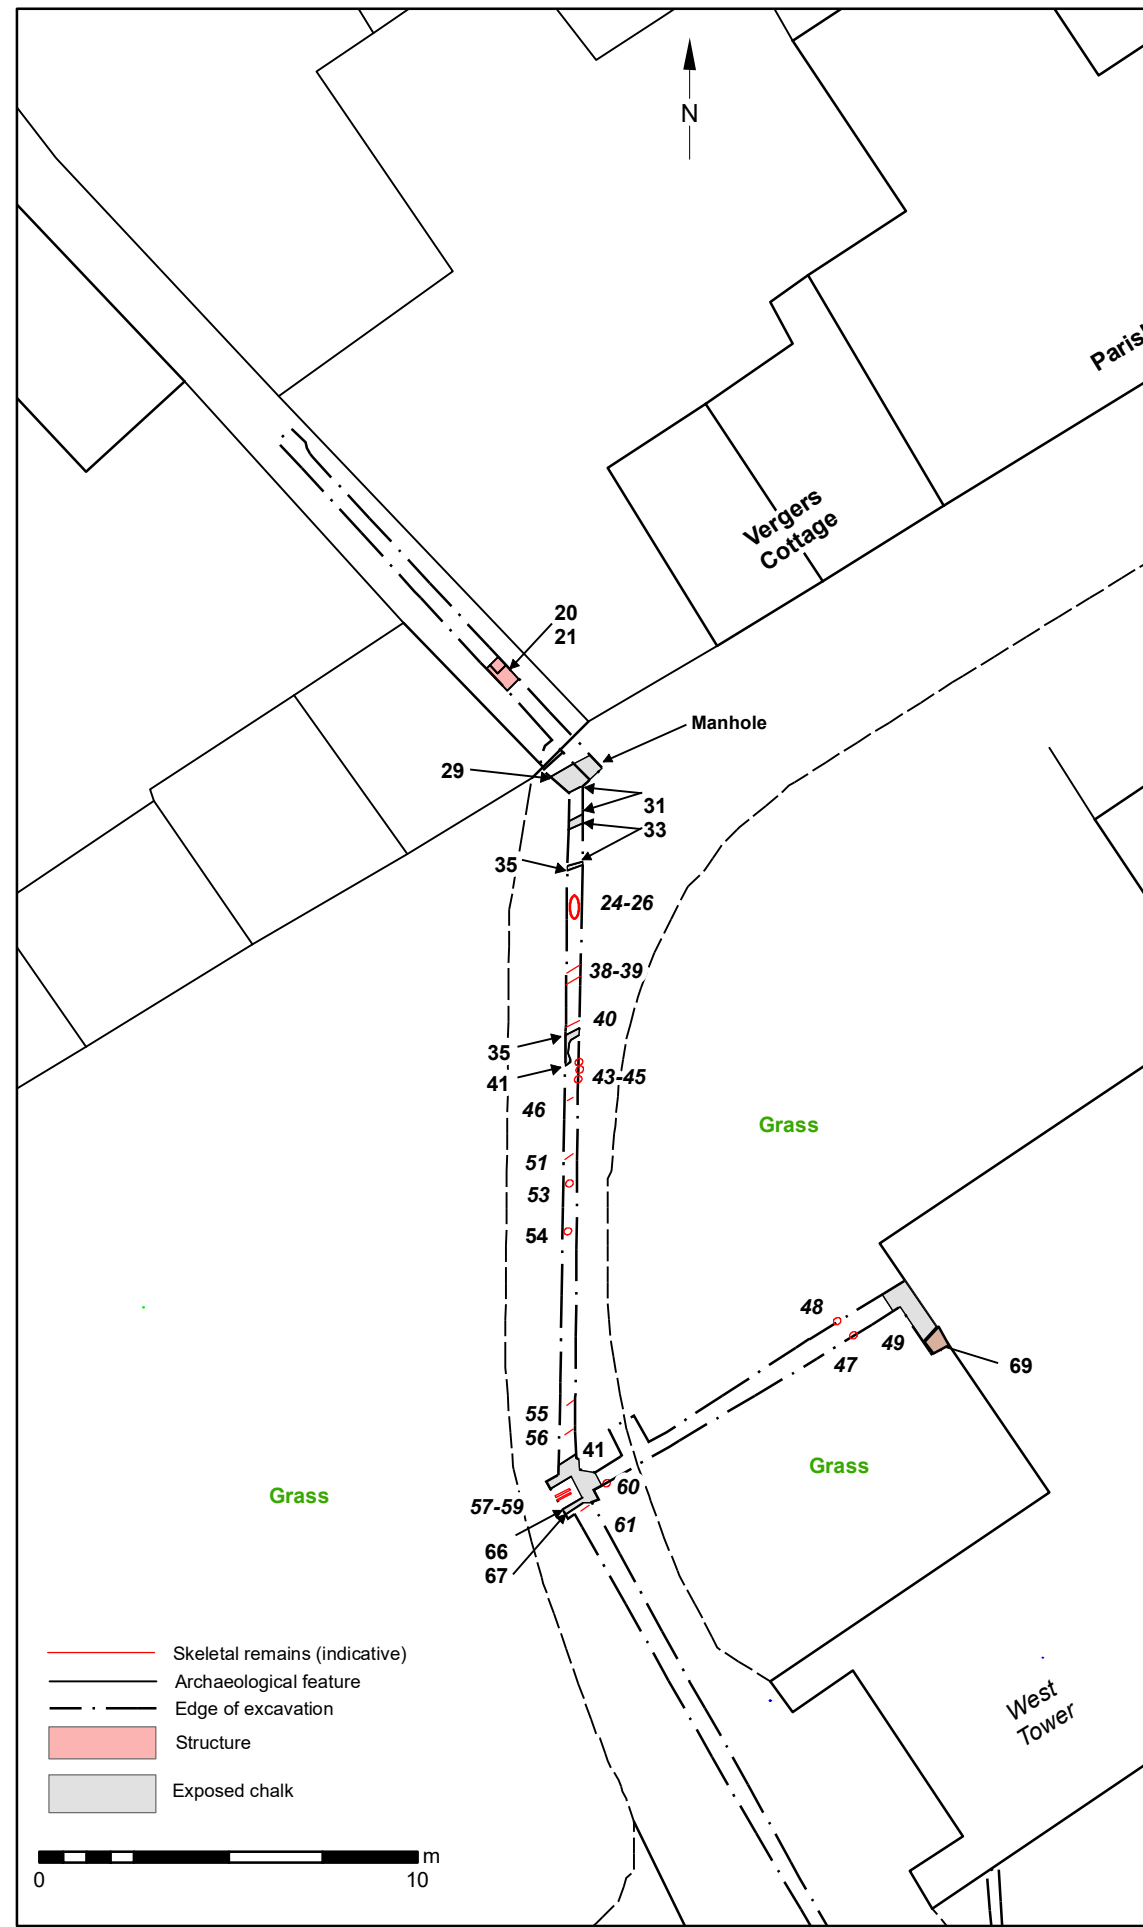 N
Parish
Vergers
Cottage
20
21
Manhole
29
31
33
35
24-26
38-39
40
35
41
43-45
46
Grass
51
53
54
48
49
47
69
55
56
41
Grass
60
Grass
57-59
61
66
67
Skeletal remains (indicative)
Archaeological feature
Edge of excavation
Structure
Exposed chalk
West
Tower
m
0
10